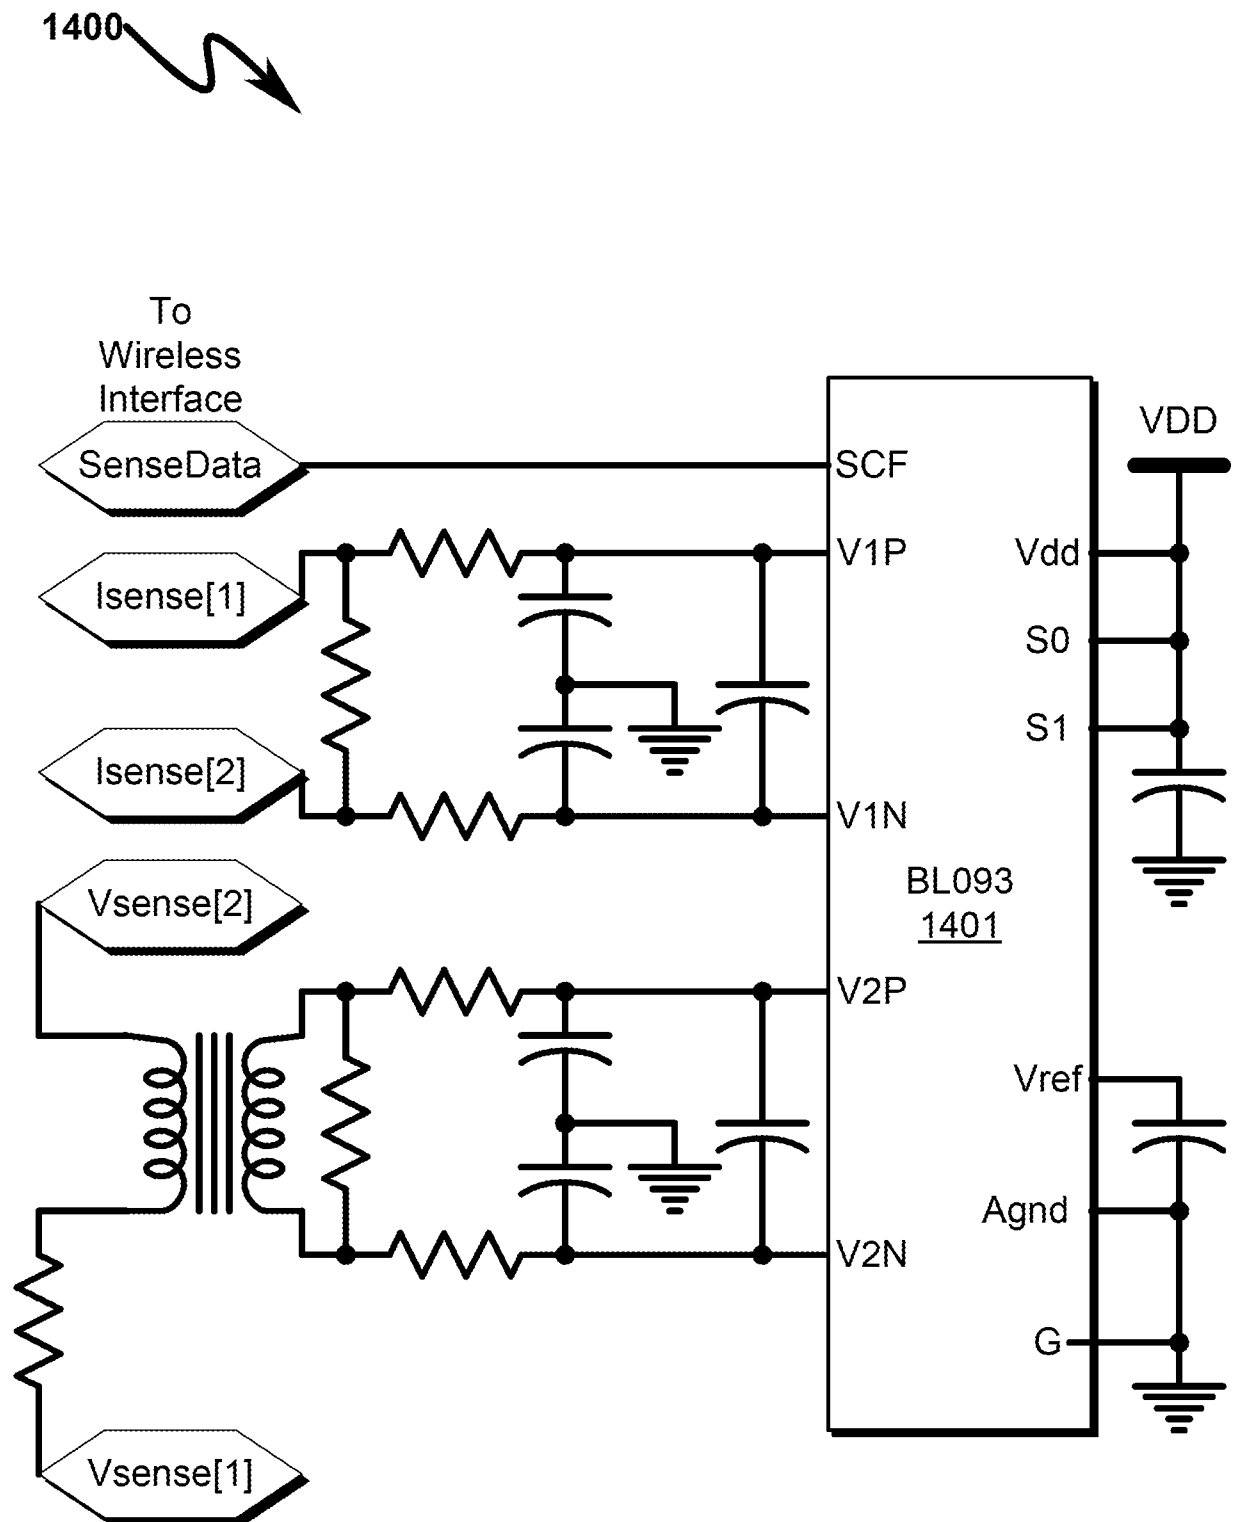 1400
To
Wireless
Interface
SenseData
Isense[1]
Isense[2]
Vsense[2]
Vsense[1]
SCF
V1P
V1N
BL093
1401
V2P
V2N
VDD
Vdd
S0
S1
Vref
Agnd
G